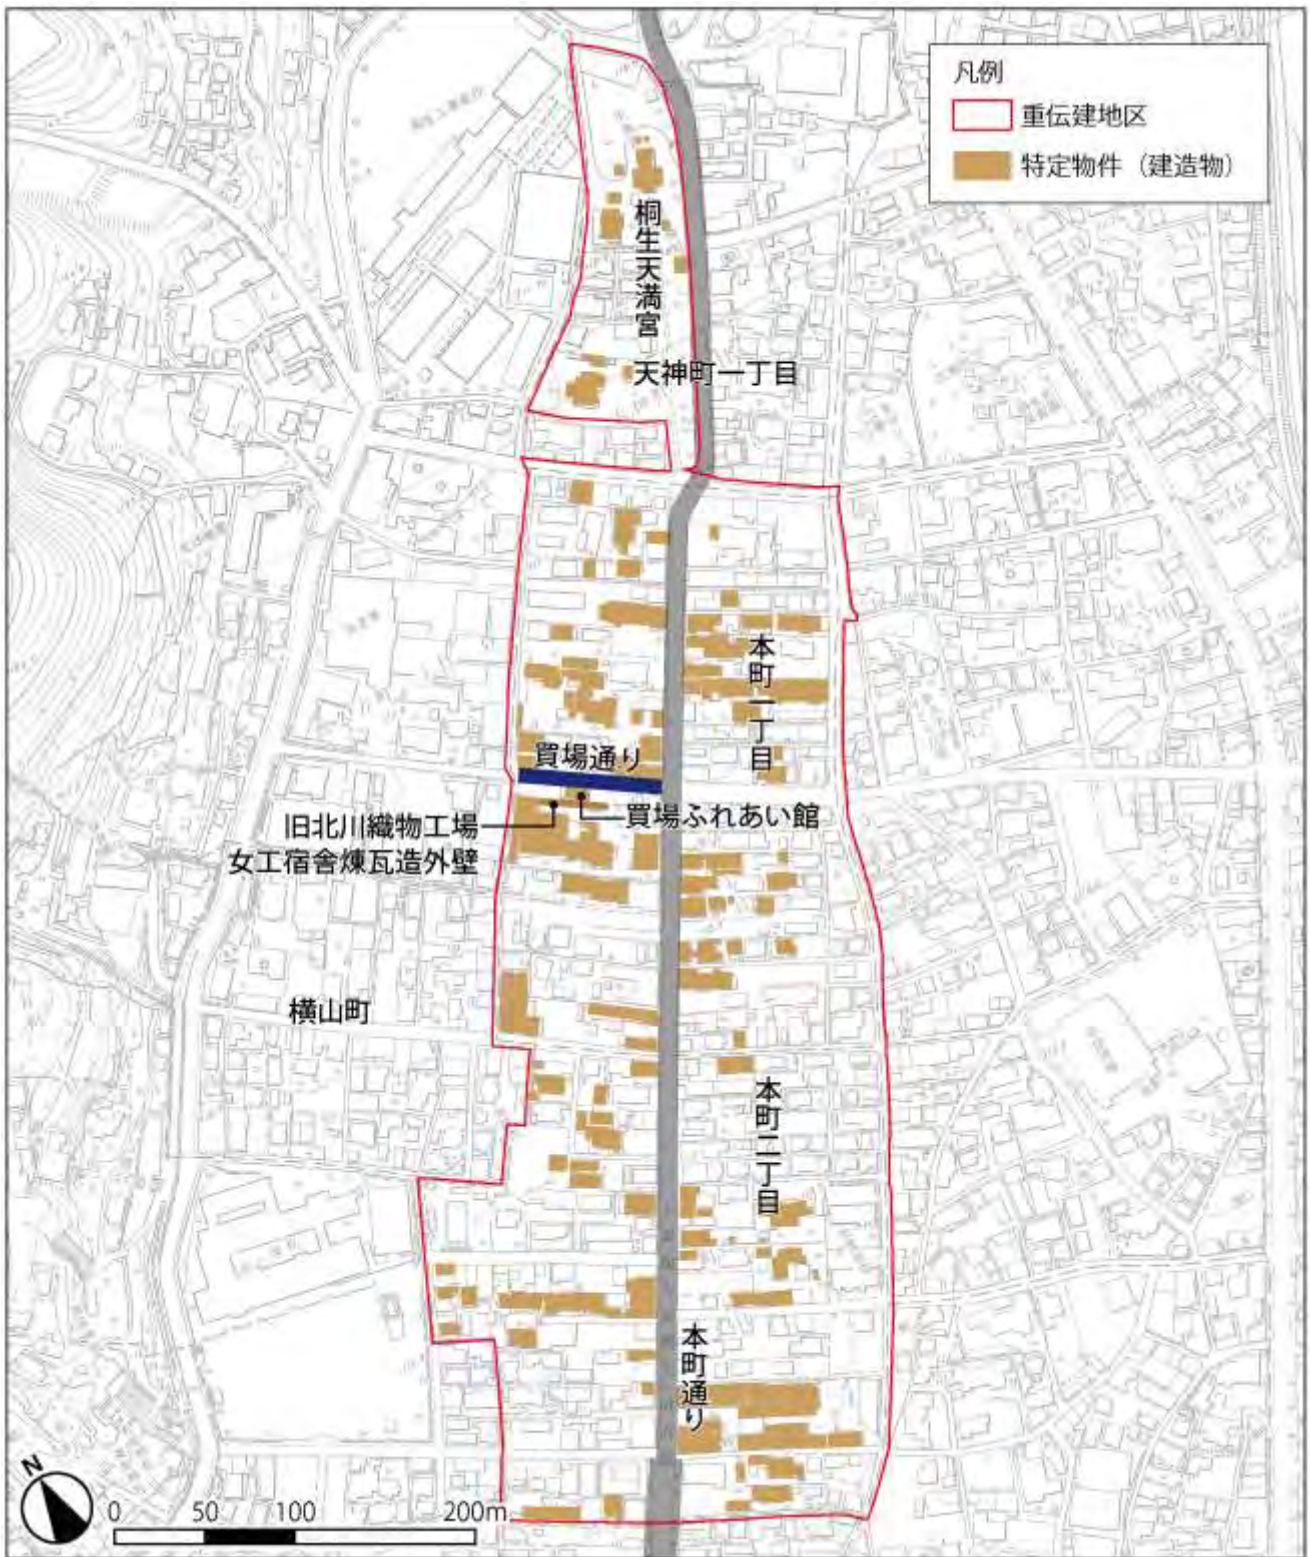 凡例
重伝建地区
特定物件（建造物）
桐生天満宮
天神町一丁目
本町一丁目
買場通り
買場ふれあい館
旧北川織物工場
女工宿舎煉瓦造外壁
横山町
本町二丁目
本町通り
N
0 50 100 200m